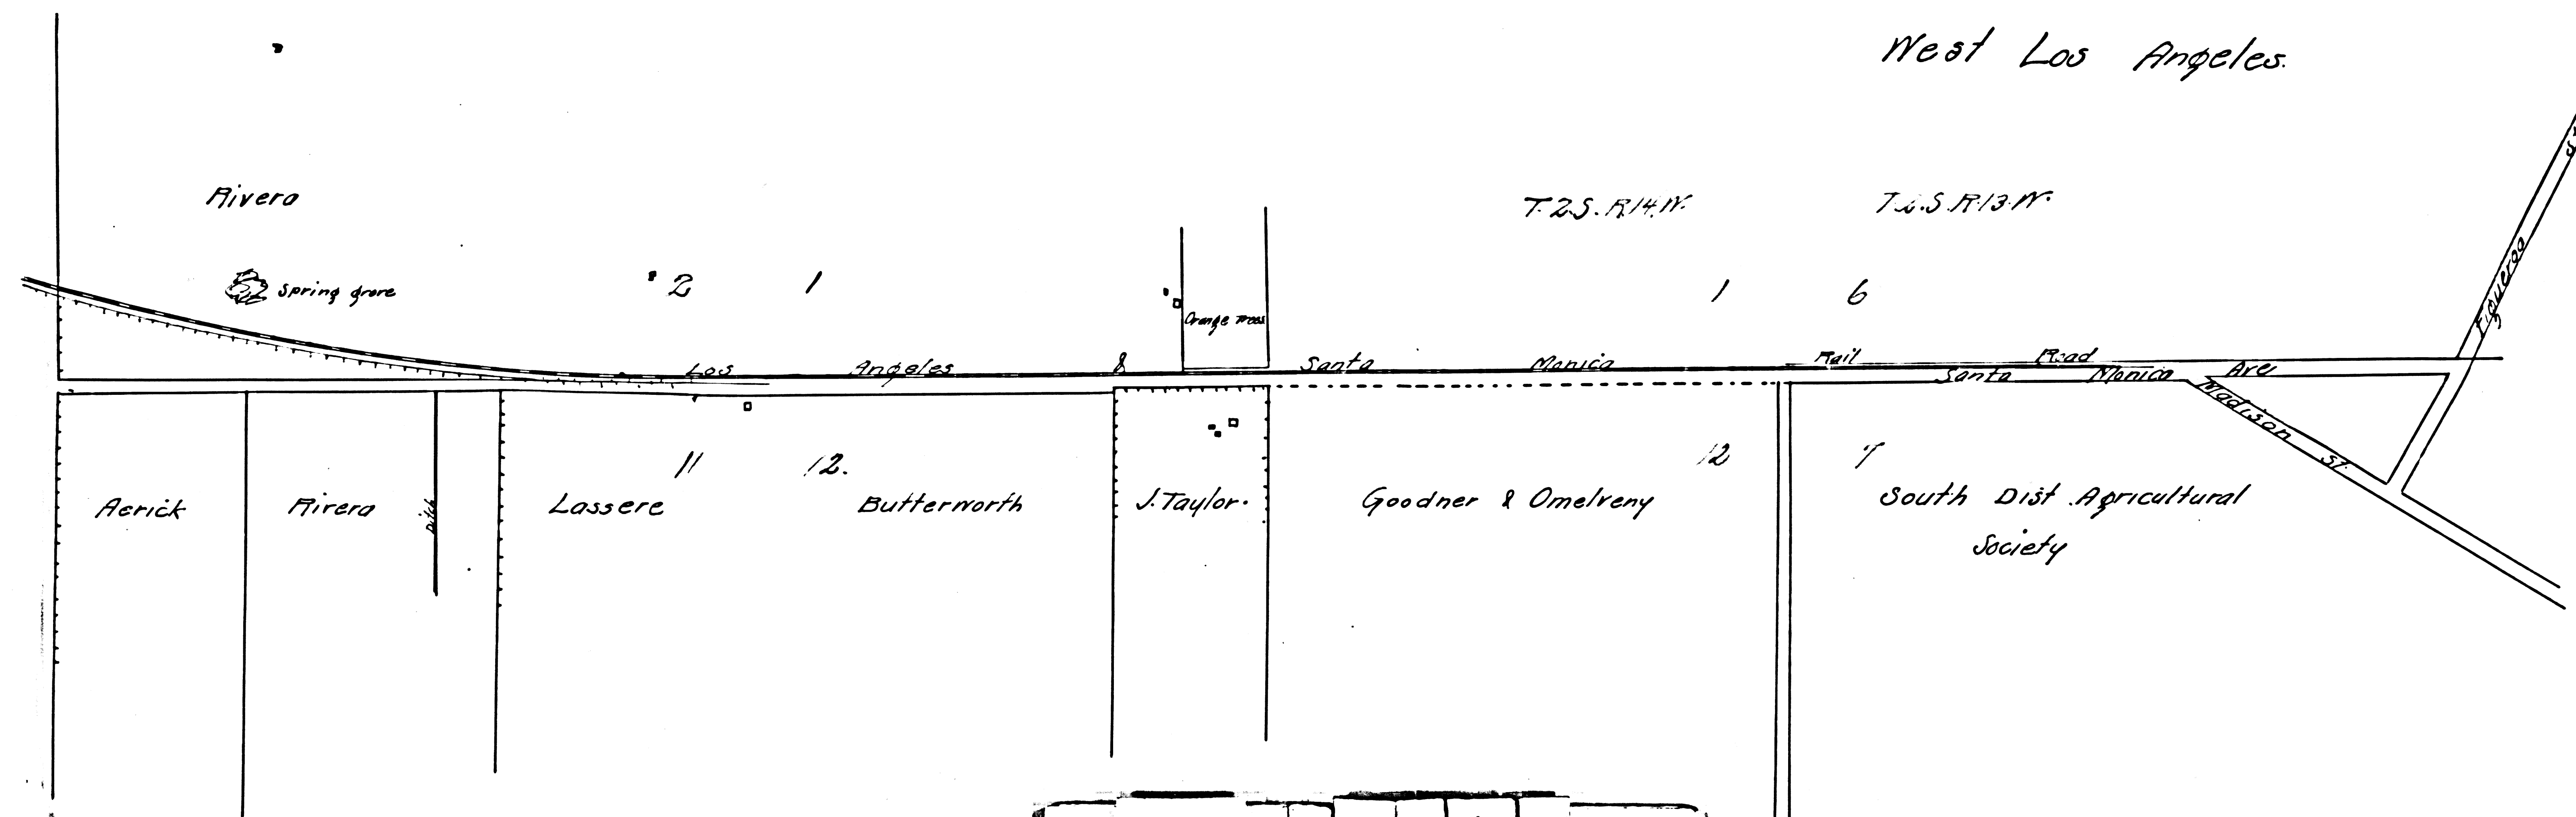 West Los Angeles.
Rivera
T.2.S. R.14.W.
T.2.S. R.13.W.
Spring grove
2
1
Orange Trees
1
6
Figueroa
Los Angeles & Santa Monica Rail Road
Santa Monica Ave
Madison St.
11
12.
12
7
Aerick
Rivera
Ditch
Lassere
Butterworth
J. Taylor.
Goodner & Omelveny
South Dist. Agricultural
Society